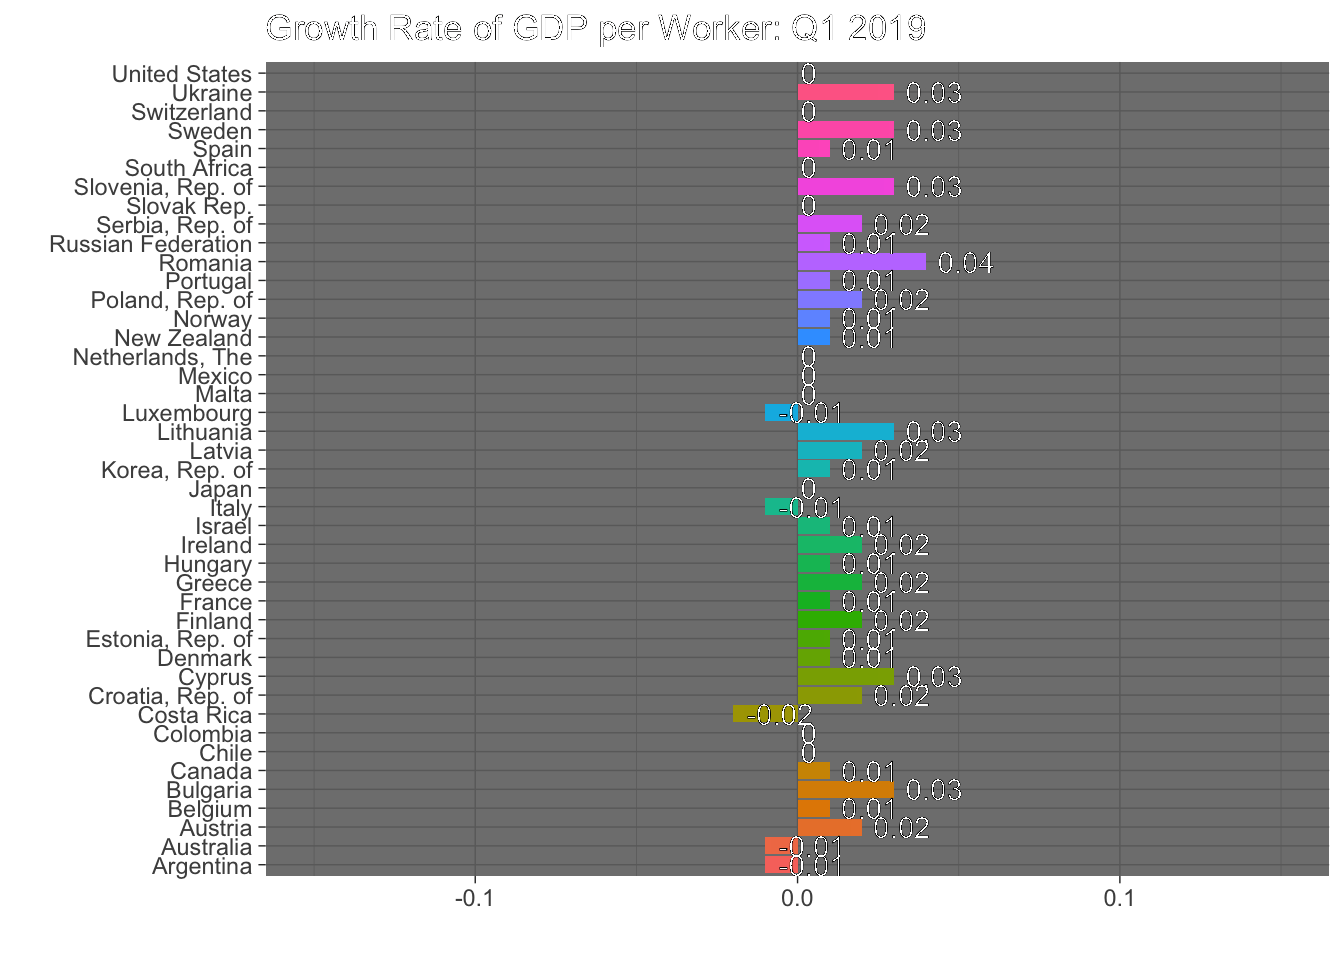 Growth Rate of GDP per Worker: Q1 2019
United States 0
Ukraine 0.03
Switzerland 0
Sweden 0.03
Spain 0.01
South Africa 0
Slovenia, Rep. of 0.03
Slovak Rep. 0
Serbia, Rep. of 0.02
Russian Federation 0.01
Romania 0.04
Portugal 0.01
Poland, Rep. of 0.02
Norway 0.01
New Zealand 0.01
Netherlands, The 0
Mexico 0
Malta 0
Luxembourg -0.01
Lithuania 0.03
Latvia 0.02
Korea, Rep. of 0.01
Japan 0
Italy -0.01
Israel 0.01
Ireland 0.02
Hungary 0.01
Greece 0.02
France 0.01
Finland 0.02
Estonia, Rep. of 0.01
Denmark 0.01
Cyprus 0.03
Croatia, Rep. of 0.02
Costa Rica -0.02
Colombia 0
Chile 0
Canada 0.01
Bulgaria 0.03
Belgium 0.01
Austria 0.02
Australia -0.01
Argentina -0.01
-0.1 0.0 0.1